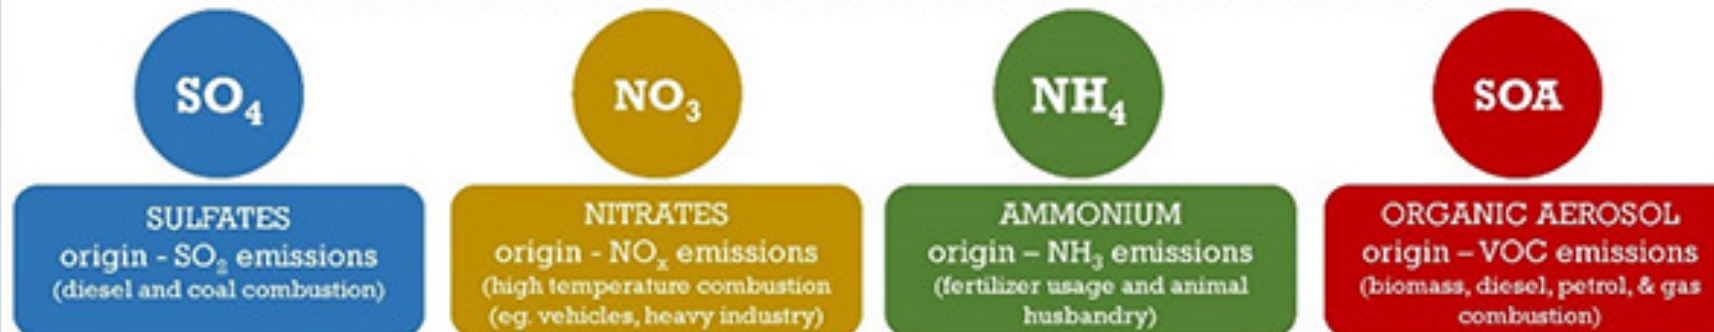 SO₄
SULFATES
origin - SO₂ emissions
(diesel and coal combustion)
NO₃
NITRATES
origin - NOₓ emissions
(high temperature combustion
(eg. vehicles, heavy industry)
NH₄
AMMONIUM
origin – NH₃ emissions
(fertilizer usage and animal
husbandry)
SOA
ORGANIC AEROSOL
origin – VOC emissions
(biomass, diesel, petrol, & gas
combustion)